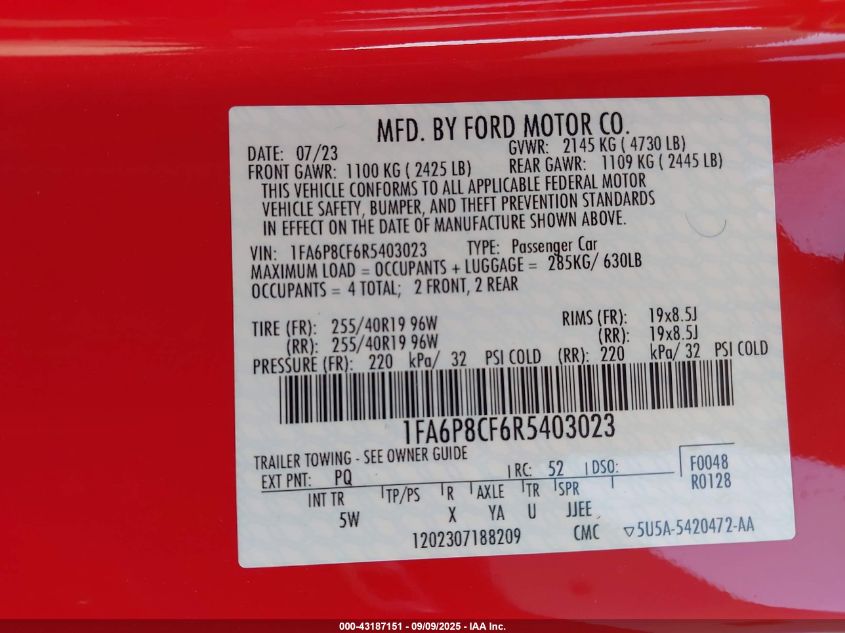 MFD. BY FORD MOTOR CO.
DATE: 07/23 GVWR: 2145 KG ( 4730 LB)
FRONT GAWR: 1100 KG ( 2425 LB) REAR GAWR: 1109 KG ( 2445 LB)
THIS VEHICLE CONFORMS TO ALL APPLICABLE FEDERAL MOTOR
VEHICLE SAFETY, BUMPER, AND THEFT PREVENTION STANDARDS
IN EFFECT ON THE DATE OF MANUFACTURE SHOWN ABOVE.
VIN: 1FA6P8CF6R5403023 TYPE: Passenger Car
MAXIMUM LOAD = OCCUPANTS + LUGGAGE = 285KG/ 630LB
OCCUPANTS = 4 TOTAL; 2 FRONT, 2 REAR
TIRE (FR): 255/40R19 96W RIMS (FR): 19x8.5J
(RR): 255/40R19 96W (RR): 19x8.5J
PRESSURE (FR): 220 kPa/ 32 PSI COLD (RR): 220 kPa/ 32 PSI COLD
1FA6P8CF6R5403023
TRAILER TOWING - SEE OWNER GUIDE
EXT PNT: PQ RC: 52 DSO: F0048
R0128
INT TR TP/PS R AXLE TR SPR
5W X YA U JJEE
1202307188209 CMC ▽5U5A-5420472-AA
000-43187151 - 09/09/2025 - IAA Inc.